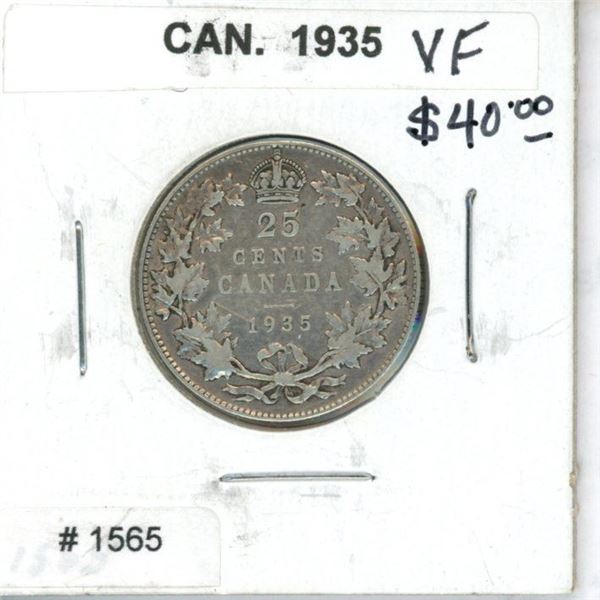 CAN. 1935 VF
$40.00
25
CENTS
CANADA
1935
# 1565